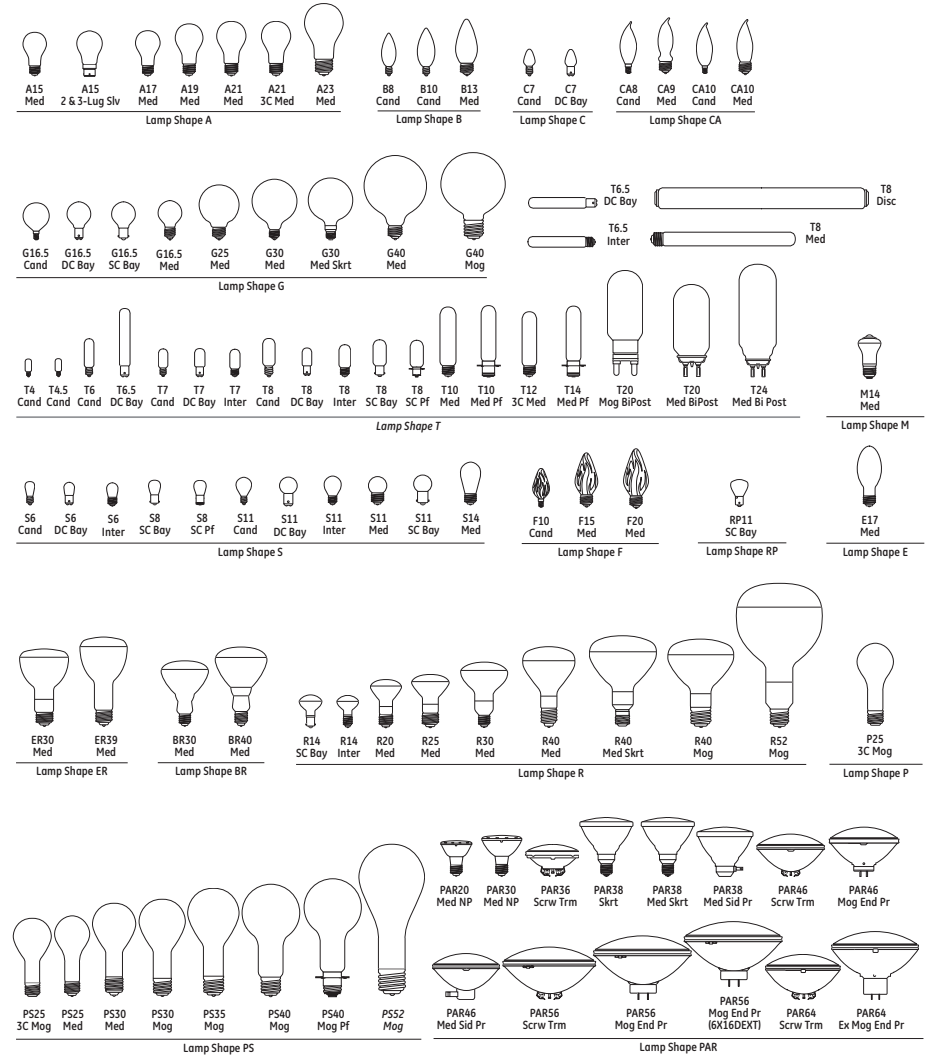 A15 A15 A17 A19 A21 A21 A23
Med 2 & 3-Lug Slv Med Med Med 3C Med Med
Lamp Shape A
B8 B10 B13
Cand Cand Med
Lamp Shape B
C7 C7
Cand DC Bay
Lamp Shape C
CA8 CA9 CA10 CA10
Cand Med Cand Med
Lamp Shape CA
G16.5 G16.5 G16.5 G16.5 G25 G30 G30 G40 G40
Cand DC Bay SC Bay Med Med Med Med Skrt Med Mog
Lamp Shape G
T6.5
DC Bay
T8
Disc
T6.5
Inter
T8
Med
T4 T4.5 T6 T6.5 T7 T7 T7 T8 T8 T8 T8 T8 T10 T10 T12 T14 T20 T20 T24
Cand Cand Cand DC Bay Cand DC Bay Inter Cand DC Bay Inter SC Bay SC Pf Med Med Pf 3C Med Med Pf Mog BiPost Med BiPost Med Bi Post
Lamp Shape T
M14
Med
Lamp Shape M
S6 S6 S6 S8 S8 S11 S11 S11 S11 S11 S14
Cand DC Bay Inter SC Bay SC Pf Cand DC Bay Inter Med SC Bay Med
Lamp Shape S
F10 F15 F20
Cand Med Med
Lamp Shape F
RP11
SC Bay
Lamp Shape RP
E17
Med
Lamp Shape E
ER30 ER39
Med Med
Lamp Shape ER
BR30 BR40
Med Med
Lamp Shape BR
R14 R14 R20 R25 R30 R40 R40 R40 R52
SC Bay Inter Med Med Med Med Med Skrt Mog Mog
Lamp Shape R
P25
3C Mog
Lamp Shape P
PS25 PS25 PS30 PS30 PS35 PS40 PS40 PS52
3C Mog Med Med Mog Mog Mog Mog Pf Mog
Lamp Shape PS
PAR20 PAR30 PAR36 PAR38 PAR38 PAR38 PAR46 PAR46
Med NP Med NP Scrw Trm Skrt Med Skrt Med Sid Pr Scrw Trm Mog End Pr
PAR46 PAR56 PAR56 PAR56 PAR64 PAR64
Med Sid Pr Scrw Trm Mog End Pr Mog End Pr Scrw Trm Ex Mog End Pr
(6X16DEXT)
Lamp Shape PAR